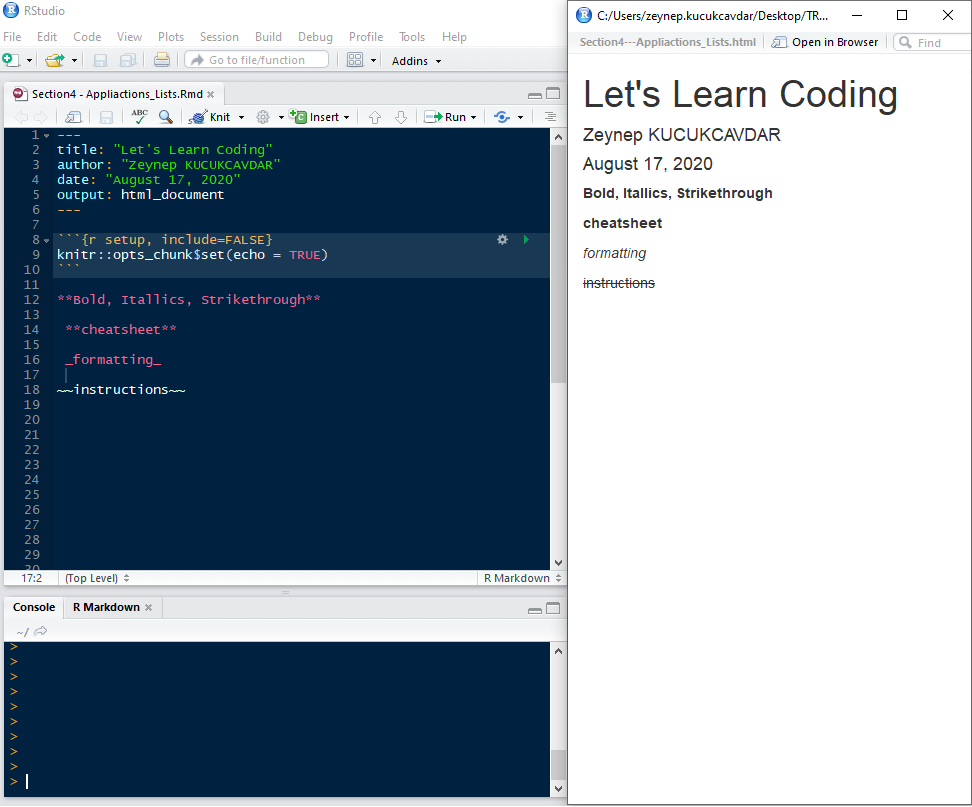 RStudio
File Edit Code View Plots Session Build Debug Profile Tools Help
Go to file/function Addins
Section4 - Appliactions_Lists.Rmd
ABC Knit Insert Run
1 ---
2 title: "Let's Learn Coding"
3 author: "Zeynep KUCUKCAVDAR"
4 date: "August 17, 2020"
5 output: html_document
6 ---
7
8 ```{r setup, include=FALSE}
9 knitr::opts_chunk$set(echo = TRUE)
10 ```
11
12 **Bold, Itallics, Strikethrough**
13
14 **cheatsheet**
15
16 _formatting_
17
18 ~~instructions~~
19
20
21
22
23
24
25
26
27
28
29
30
17:2 (Top Level) R Markdown
Console R Markdown
~/
>
>
>
>
>
>
>
>
>
>
C:/Users/zeynep.kucukcavdar/Desktop/TR...
Section4---Appliactions_Lists.html Open in Browser Find
Let's Learn Coding
Zeynep KUCUKCAVDAR
August 17, 2020
Bold, Itallics, Strikethrough
cheatsheet
formatting
instructions